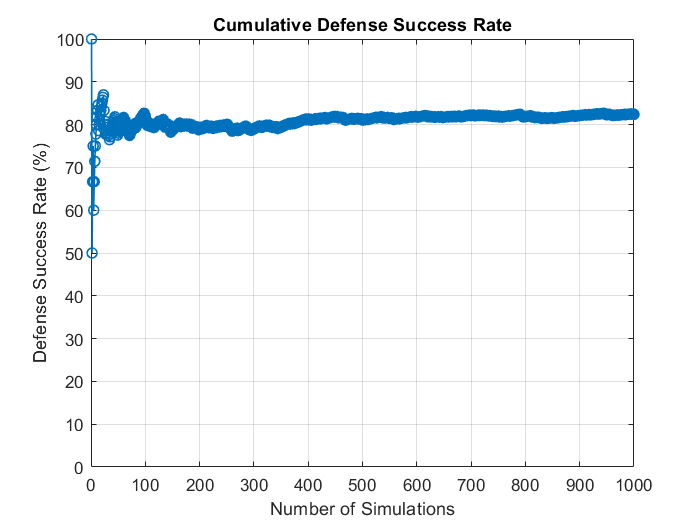 Cumulative Defense Success Rate
100
90
80
70
60
50
40
30
20
10
0
Defense Success Rate (%)
0 100 200 300 400 500 600 700 800 900 1000
Number of Simulations